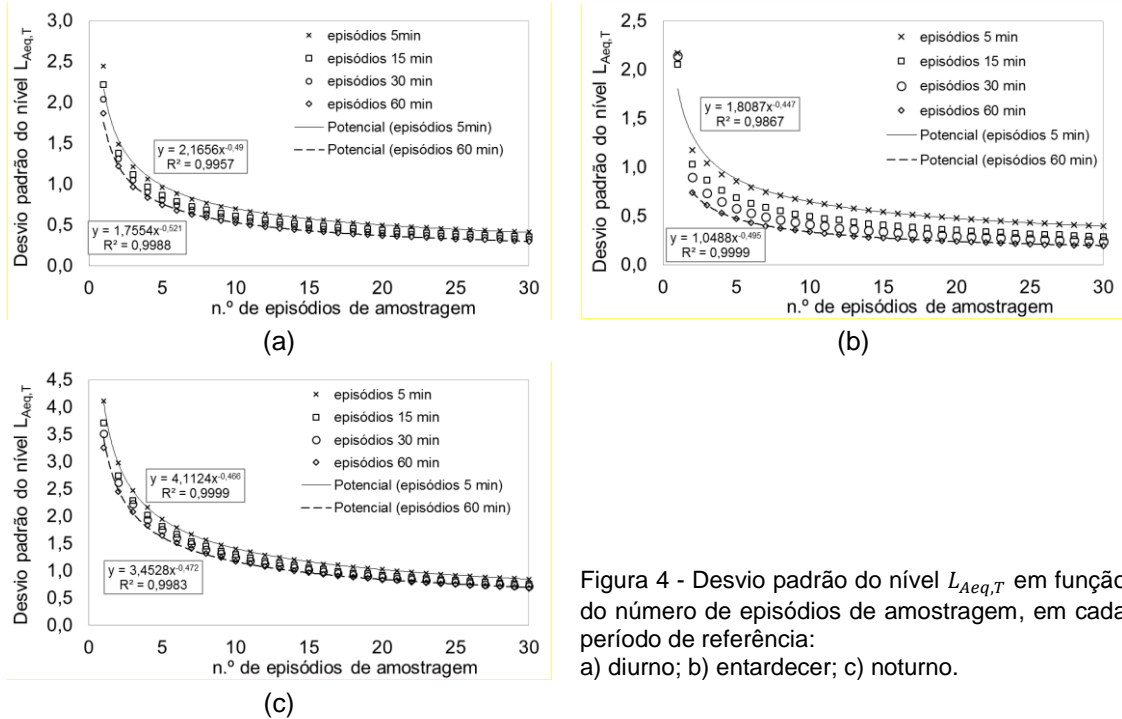 3,0
2,5
2,0
1,5
1,0
0,5
0,0
Desvio padrão do nível L_Aeq,T
0 5 10 15 20 25 30
n.º de episódios de amostragem
episódios 5min
episódios 15 min
episódios 30 min
episódios 60 min
Potencial (episódios 5min)
Potencial (episódios 60 min)
y = 2,1656x^-0,49
R² = 0,9957
y = 1,7554x^-0,521
R² = 0,9988
(a)
2,5
2,0
1,5
1,0
0,5
0,0
Desvio padrão do nível L_Aeq,T
0 5 10 15 20 25 30
n.º de episódios de amostragem
episódios 5 min
episódios 15 min
episódios 30 min
episódios 60 min
Potencial (episódios 5 min)
Potencial (episódios 60 min)
y = 1,8087x^-0,447
R² = 0,9867
y = 1,0488x^-0,495
R² = 0,9999
(b)
4,5
4,0
3,5
3,0
2,5
2,0
1,5
1,0
0,5
0,0
Desvio padrão do nível L_Aeq,T
0 5 10 15 20 25 30
n.º de episódios de amostragem
episódios 5 min
episódios 15 min
episódios 30 min
episódios 60 min
Potencial (episódios 5 min)
Potencial (episódios 60 min)
y = 4,1124x^-0,466
R² = 0,9999
y = 3,4528x^-0,472
R² = 0,9983
(c)
Figura 4 - Desvio padrão do nível L_Aeq,T em função
do número de episódios de amostragem, em cada
período de referência:
a) diurno; b) entardecer; c) noturno.